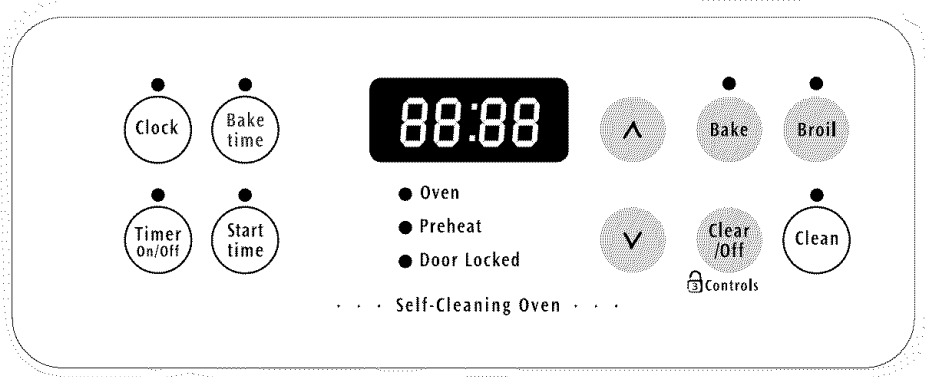 Clock
Bake
time
88:88
Bake
Broil
Oven
Preheat
Door Locked
Timer
On/Off
Start
time
Clear
/Off
Clean
3 Controls
Self-Cleaning Oven